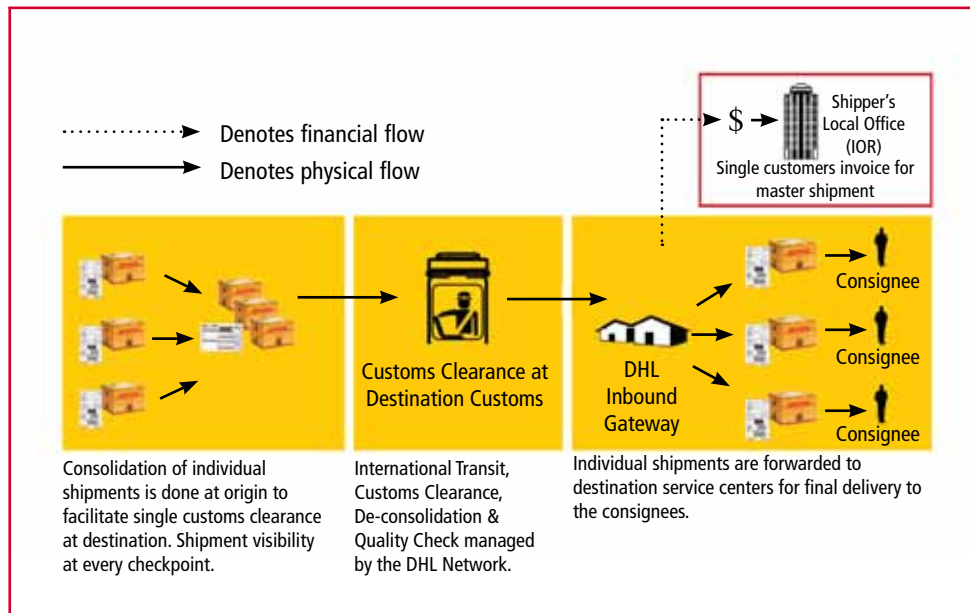 Denotes financial flow
Denotes physical flow
$
Shipper's
Local Office
(IOR)
Single customers invoice for
master shipment
Customs Clearance at
Destination Customs
DHL
Inbound
Gateway
Consignee
Consignee
Consignee
Consolidation of individual
shipments is done at origin to
facilitate single customs clearance
at destination. Shipment visibility
at every checkpoint.
International Transit,
Customs Clearance,
De-consolidation &
Quality Check managed
by the DHL Network.
Individual shipments are forwarded to
destination service centers for final delivery to
the consignees.